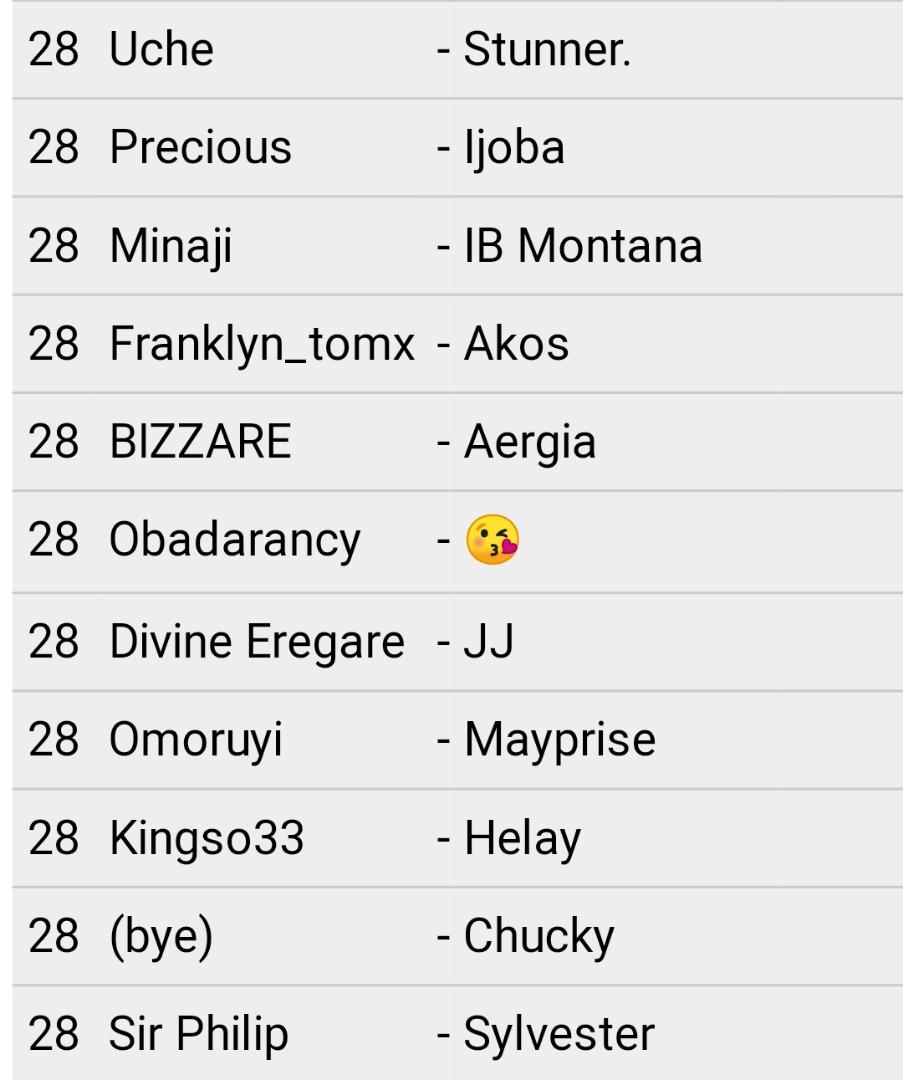 28 Uche - Stunner.
28 Precious - Ijoba
28 Minaji - IB Montana
28 Franklyn_tomx - Akos
28 BIZZARE - Aergia
28 Obadarancy - 😘
28 Divine Eregare - JJ
28 Omoruyi - Mayprise
28 Kingso33 - Helay
28 (bye) - Chucky
28 Sir Philip - Sylvester